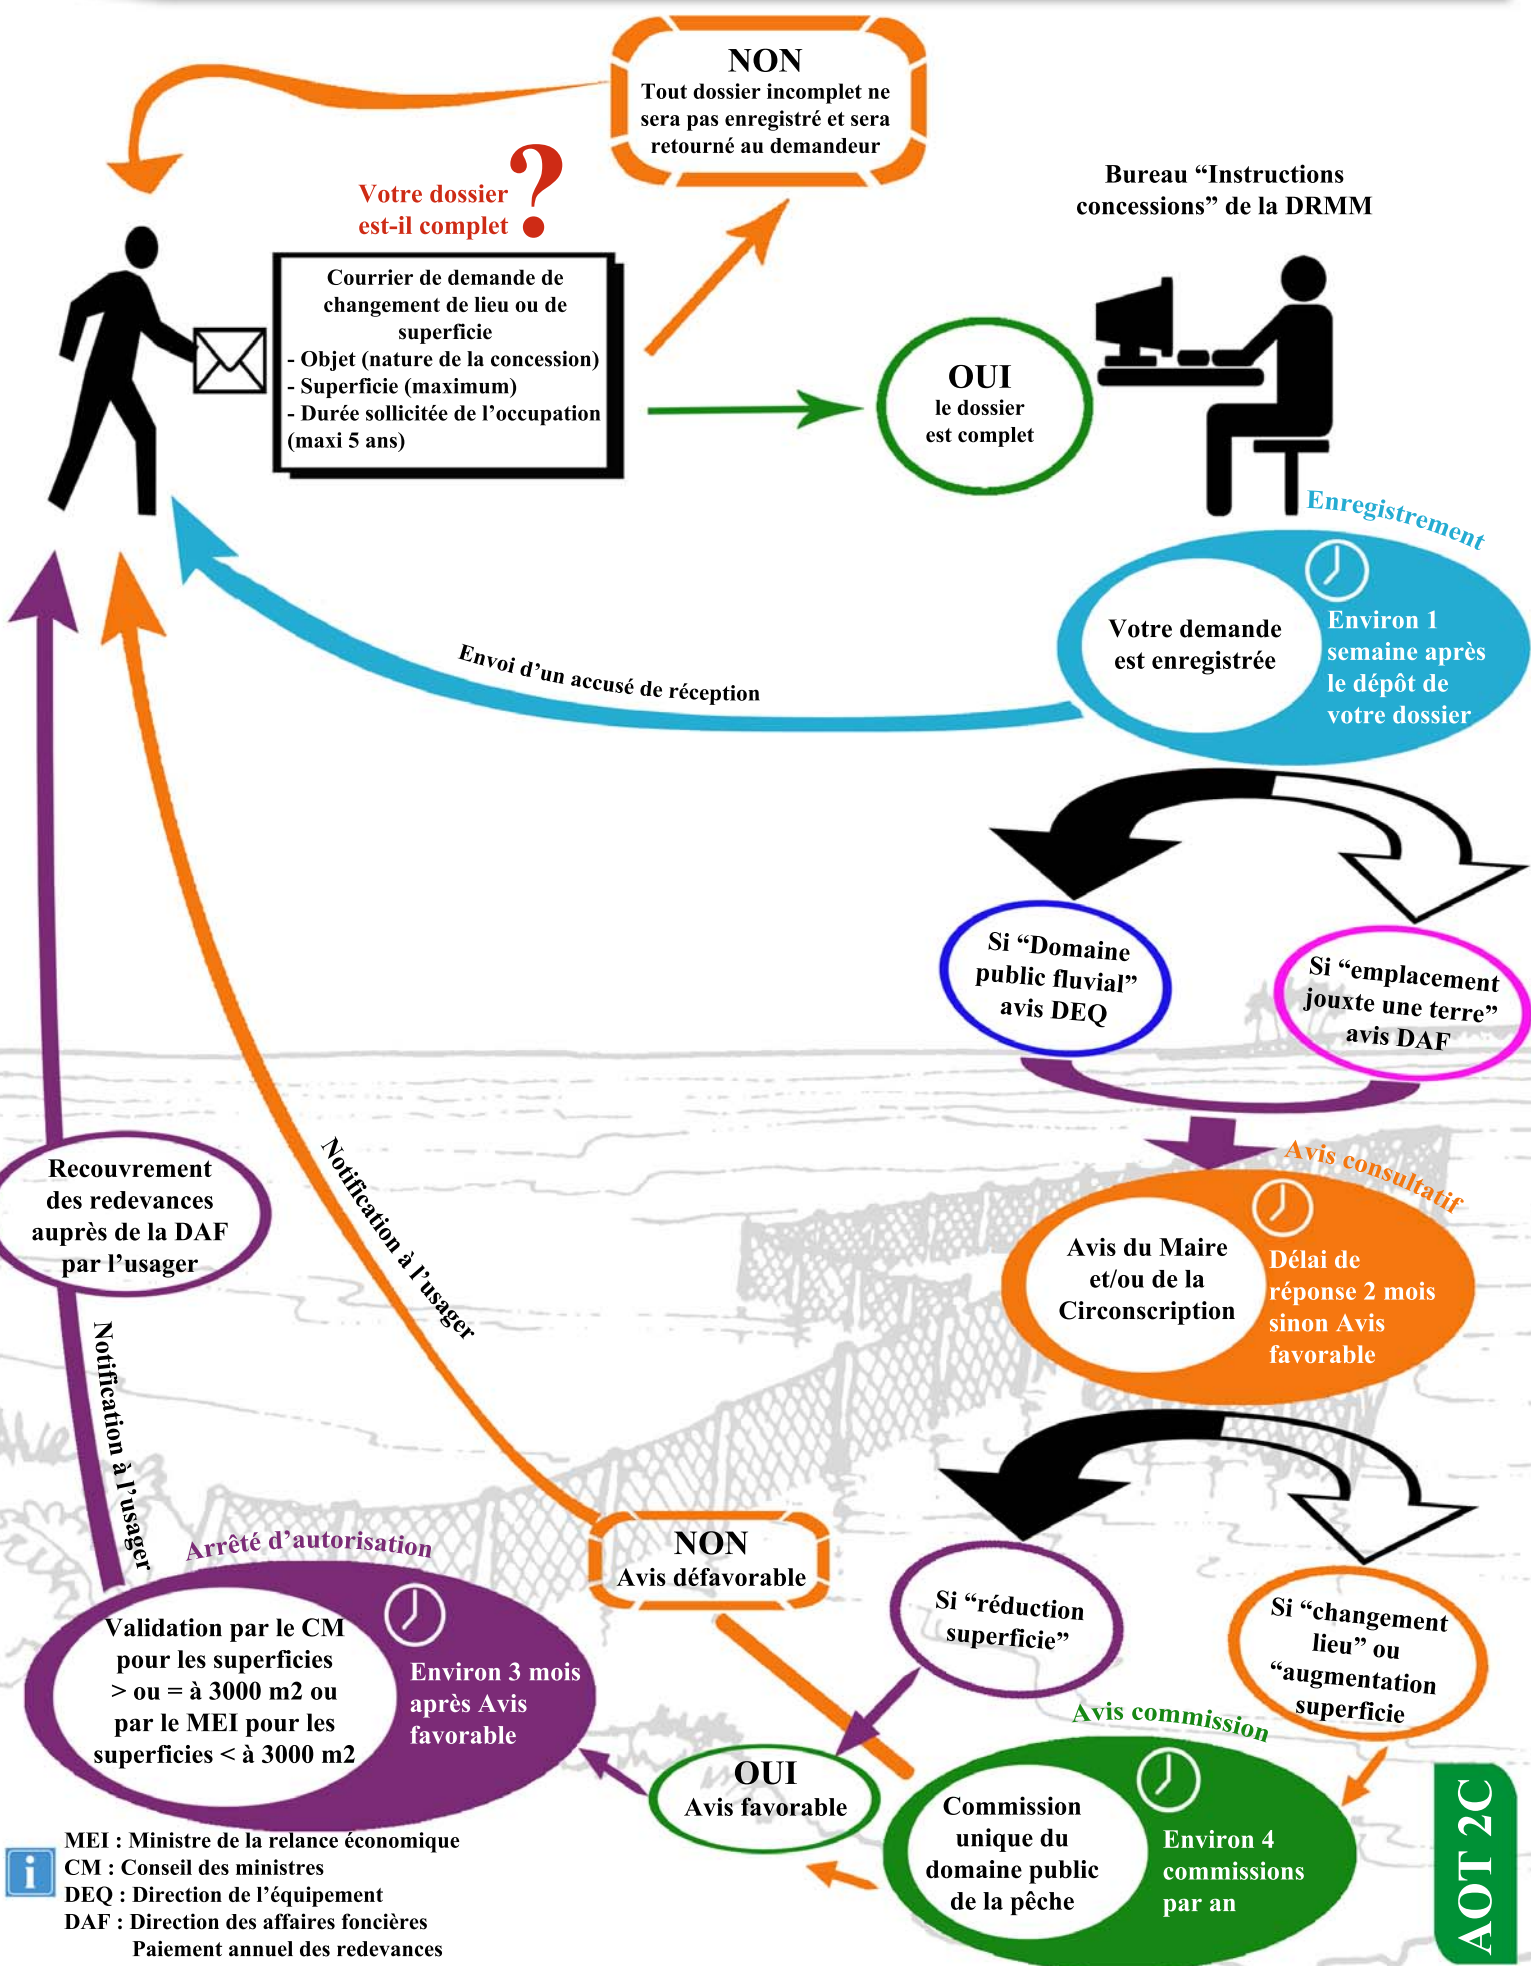 NON
Tout dossier incomplet ne
sera pas enregistré et sera
retourné au demandeur
Votre dossier
est-il complet
?
Bureau “Instructions
concessions” de la DRMM
Courrier de demande de
changement de lieu ou de
superficie
- Objet (nature de la concession)
- Superficie (maximum)
- Durée sollicitée de l’occupation
(maxi 5 ans)
OUI
le dossier
est complet
Enregistrement
Votre demande
est enregistrée
Environ 1
semaine après
le dépôt de
votre dossier
Envoi d’un accusé de réception
Si “Domaine
public fluvial”
avis DEQ
Si “emplacement
jouxte une terre”
avis DAF
Avis consultatif
Avis du Maire
et/ou de la
Circonscription
Délai de
réponse 2 mois
sinon Avis
favorable
Recouvrement
des redevances
auprès de la DAF
par l’usager
Notification à l’usager
Notification à l’usager
NON
Avis défavorable
Si “réduction
superficie”
Si “changement
lieu” ou
“augmentation
superficie
Arrêté d’autorisation
Validation par le CM
pour les superficies
> ou = à 3000 m2 ou
par le MEI pour les
superficies < à 3000 m2
Environ 3 mois
après Avis
favorable
OUI
Avis favorable
Avis commission
Commission
unique du
domaine public
de la pêche
Environ 4
commissions
par an
AOT 2C
i
MEI : Ministre de la relance économique
CM : Conseil des ministres
DEQ : Direction de l’équipement
DAF : Direction des affaires foncières
Paiement annuel des redevances